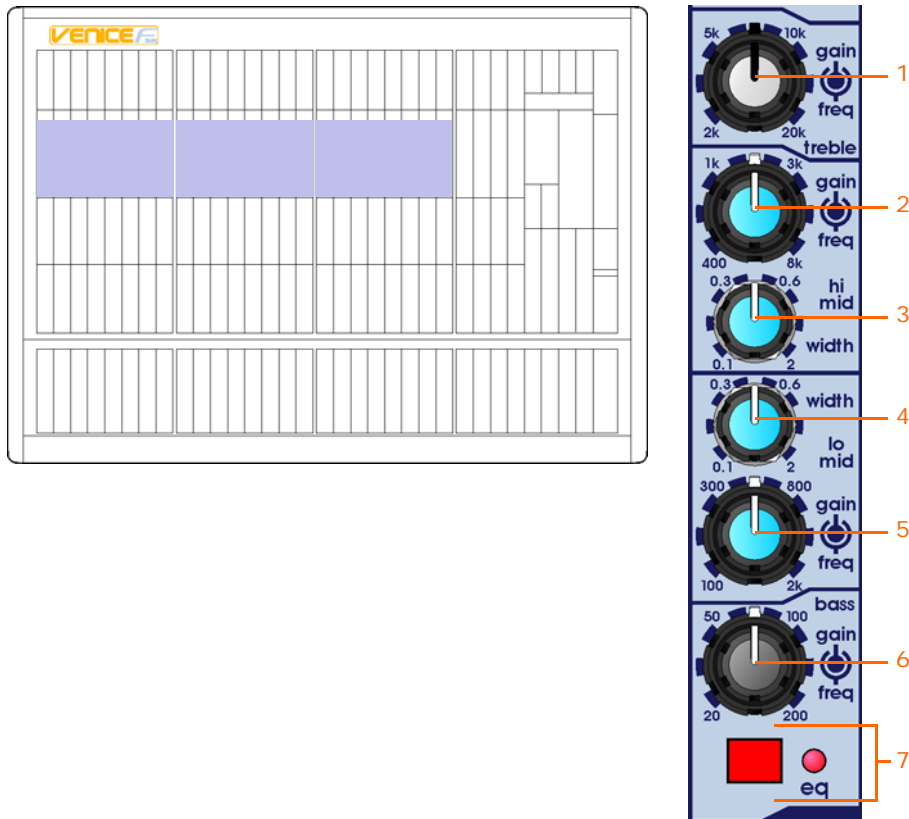 VENICE F
5k 10k
gain
1
freq
2k 20k
treble
1k 3k
gain
2
freq
400 8k
0.3 0.6 hi
mid
3
width
0.1 2
0.3 0.6 width
4
lo
mid
0.1 2
300 800
gain
5
freq
100 2k
bass
50 100
gain
6
freq
20 200
7
eq